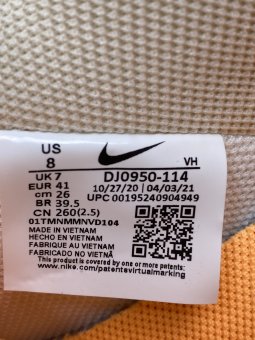 US
8
VH
UK 7
EUR 41
cm 26
BR 39.5
CN 260(2.5)
DJ0950-114
10/27/20 04/03/21
UPC 00195240904949
01TMNMMNVD104
MADE IN VIETNAM
HECHO EN VIETNAM
FABRIQUE AU VIETNAM
FABRICADO NO VIETNÃ
This product is covered by one or more patents:
www.nike.com/patentsvirtualmarking